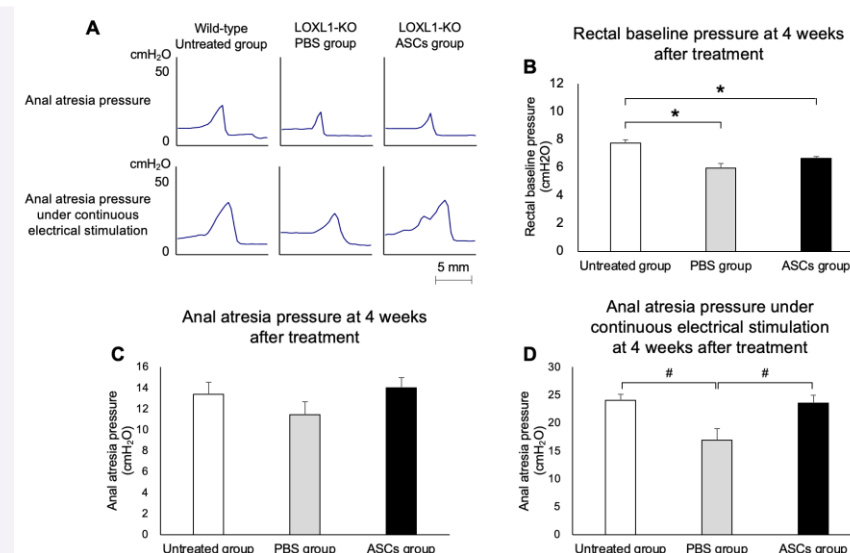 A
Wild-type
Untreated group
LOXL1-KO
PBS group
LOXL1-KO
ASCs group
cmH₂O
50
Anal atresia pressure
0
cmH₂O
50
Anal atresia pressure
under continuous
electrical stimulation
0
5 mm
Rectal baseline pressure at 4 weeks
after treatment
B
Rectal baseline pressure
(cmH2O)
12
10
8
6
4
2
0
*
*
Untreated group
PBS group
ASCs group
Anal atresia pressure at 4 weeks
after treatment
C
Anal atresia pressure
(cmH₂O)
16
14
12
10
8
6
4
2
0
Untreated group
PBS group
ASCs group
Anal atresia pressure under
continuous electrical stimulation
at 4 weeks after treatment
D
Anal atresia pressure
(cmH₂O)
30
25
20
15
10
5
0
#
#
Untreated group
PBS group
ASCs group